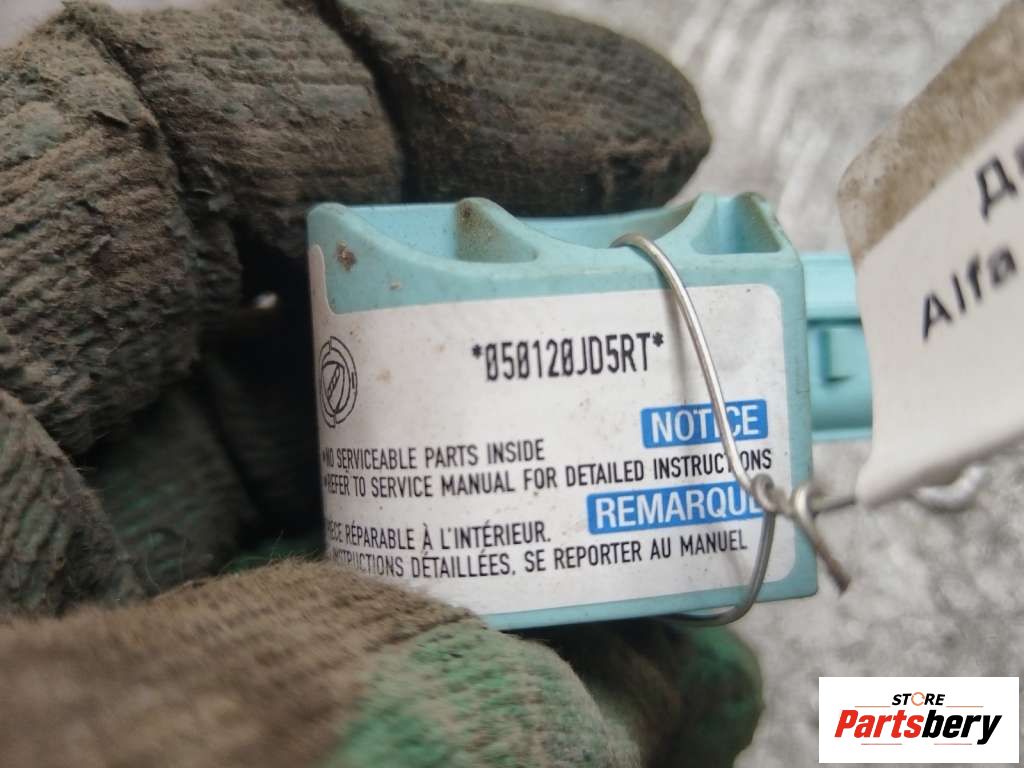 *050120JD5RT*
NOTICE
NO SERVICEABLE PARTS INSIDE
REFER TO SERVICE MANUAL FOR DETAILED INSTRUCTIONS
REMARQUE
RÉPARABLE À L'INTÉRIEUR.
DÉTAILLÉES, SE REPORTER AU MANUEL
Alfa
STORE
Partsbery